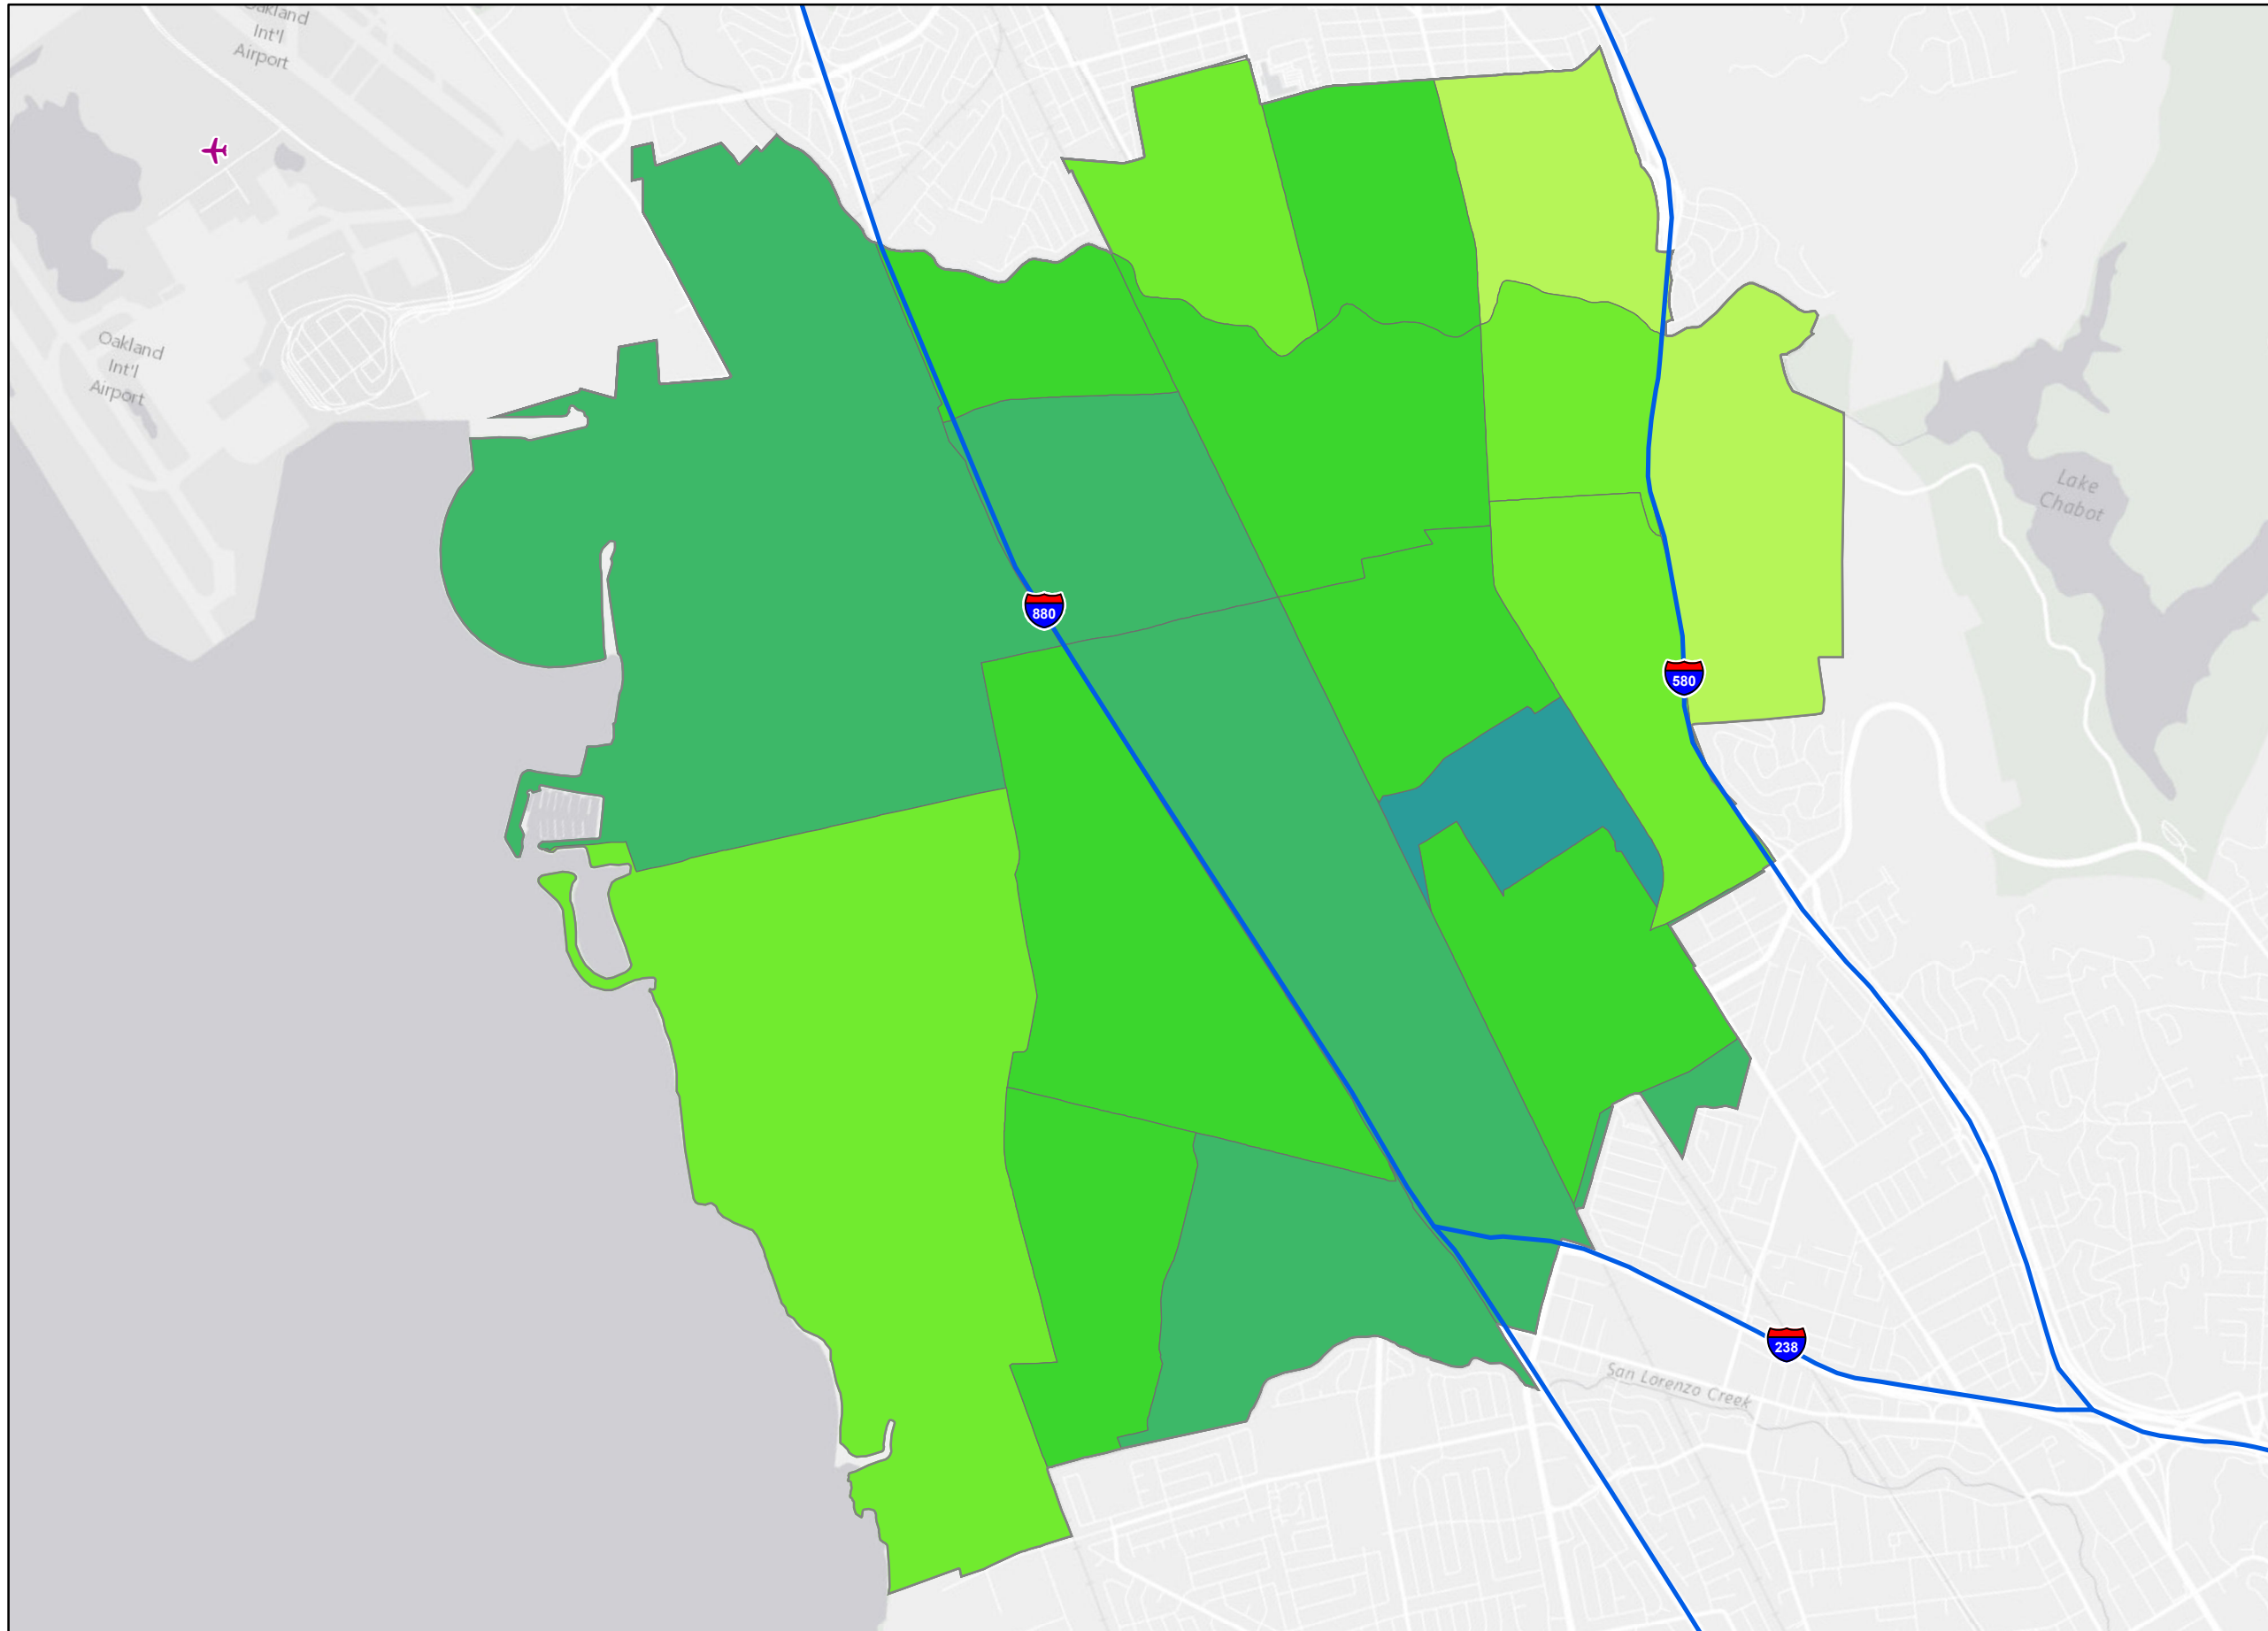 Oakland
Int'l
Airport
Oakland
Int'l
Airport
Lake
Chabot
880
580
238
San Lorenzo Creek